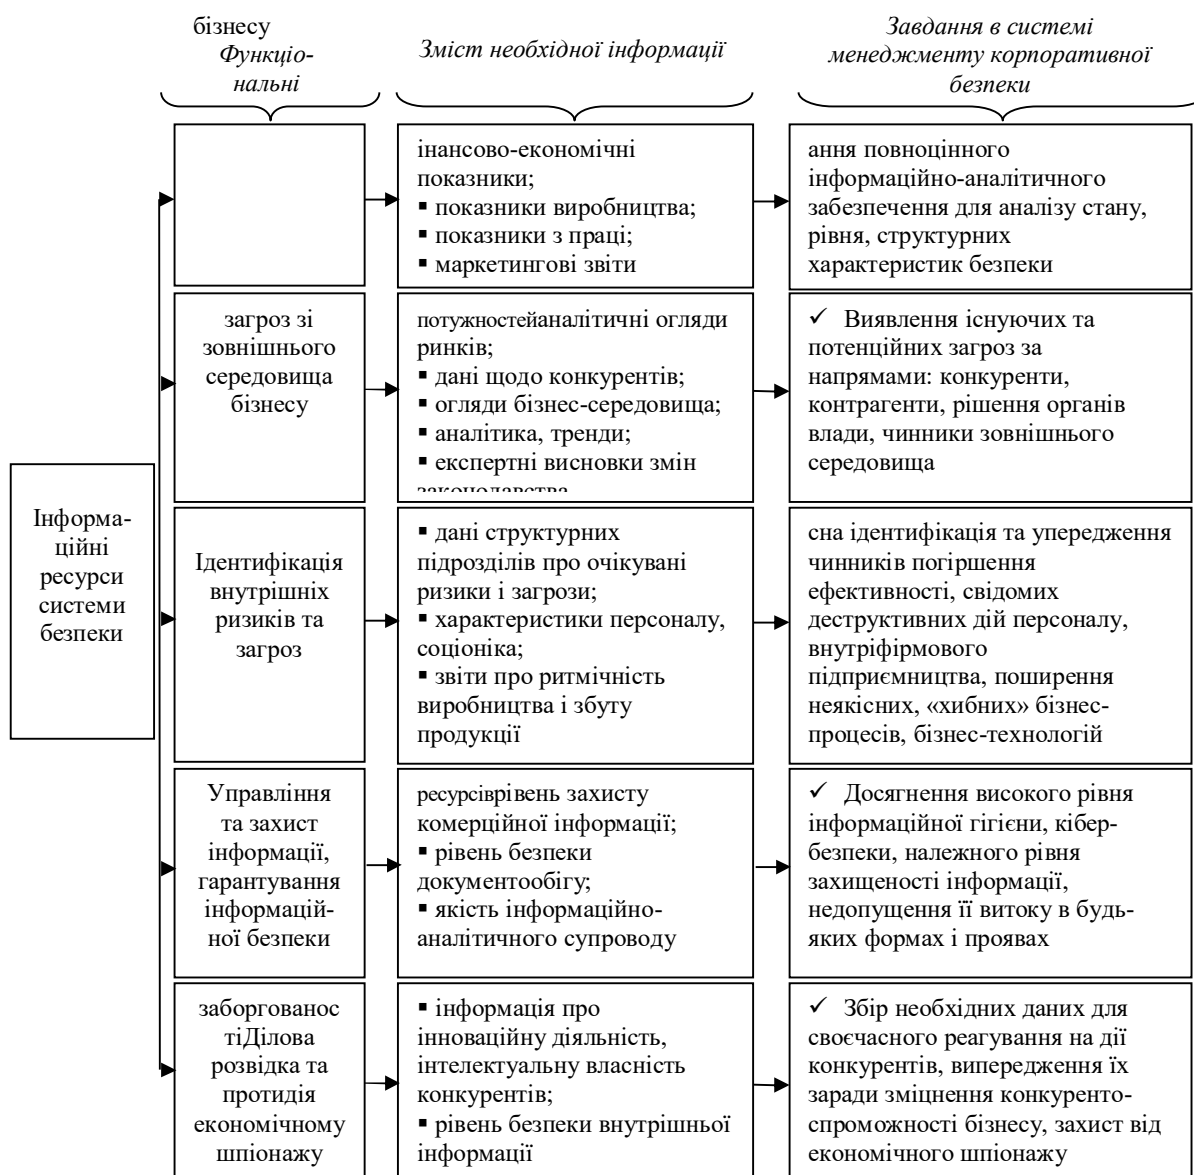 бізнесу
Функціо-
нальні
Зміст необхідної інформації
Завдання в системі
менеджменту корпоративної
безпеки
інансово-економічні
показники;
▪ показники виробництва;
▪ показники з праці;
▪ маркетингові звіти
ання повноцінного
інформаційно-аналітичного
забезпечення для аналізу стану,
рівня, структурних
характеристик безпеки
загроз зі
зовнішнього
середовища
бізнесу
потужностейаналітичні огляди
ринків;
▪ дані щодо конкурентів;
▪ огляди бізнес-середовища;
▪ аналітика, тренди;
▪ експертні висновки змін
законодавства
✓ Виявлення існуючих та
потенційних загроз за
напрямами: конкуренти,
контрагенти, рішення органів
влади, чинники зовнішнього
середовища
Інформа-
ційні
ресурси
системи
безпеки
Ідентифікація
внутрішніх
ризиків та
загроз
▪ дані структурних
підрозділів про очікувані
ризики і загрози;
▪ характеристики персоналу,
соціоніка;
▪ звіти про ритмічність
виробництва і збуту
продукції
сна ідентифікація та упередження
чинників погіршення
ефективності, свідомих
деструктивних дій персоналу,
внутріфірмового
підприємництва, поширення
неякісних, «хибних» бізнес-
процесів, бізнес-технологій
Управління
та захист
інформації,
гарантування
інформацій-
ної безпеки
ресурсіврівень захисту
комерційної інформації;
▪ рівень безпеки
документообігу;
▪ якість інформаційно-
аналітичного супроводу
✓ Досягнення високого рівня
інформаційної гігієни, кібер-
безпеки, належного рівня
захищеності інформації,
недопущення її витоку в будь-
яких формах і проявах
заборгованос
тіДілова
розвідка та
протидія
економічному
шпіонажу
▪ інформація про
інноваційну діяльність,
інтелектуальну власність
конкурентів;
▪ рівень безпеки внутрішньої
інформації
✓ Збір необхідних даних для
своєчасного реагування на дії
конкурентів, випередження їх
заради зміцнення конкуренто-
спроможності бізнесу, захист від
економічного шпіонажу